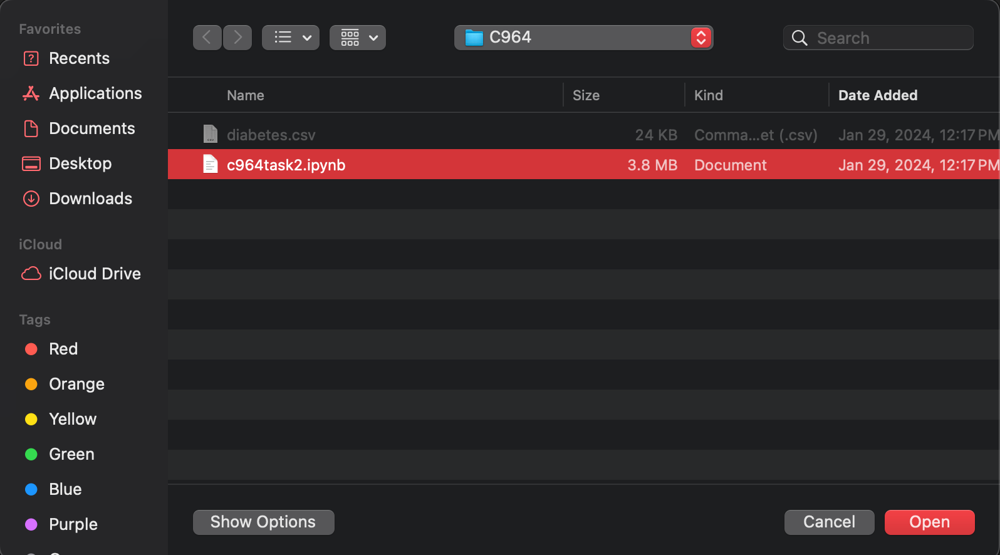 Favorites
Recents
Applications
Documents
Desktop
Downloads
iCloud
iCloud Drive
Tags
Red
Orange
Yellow
Green
Blue
Purple
C964
Search
Name Size Kind Date Added
diabetes.csv 24 KB Comma...et (.csv) Jan 29, 2024, 12:17 PM
c964task2.ipynb 3.8 MB Document Jan 29, 2024, 12:17 PM
Show Options Cancel Open